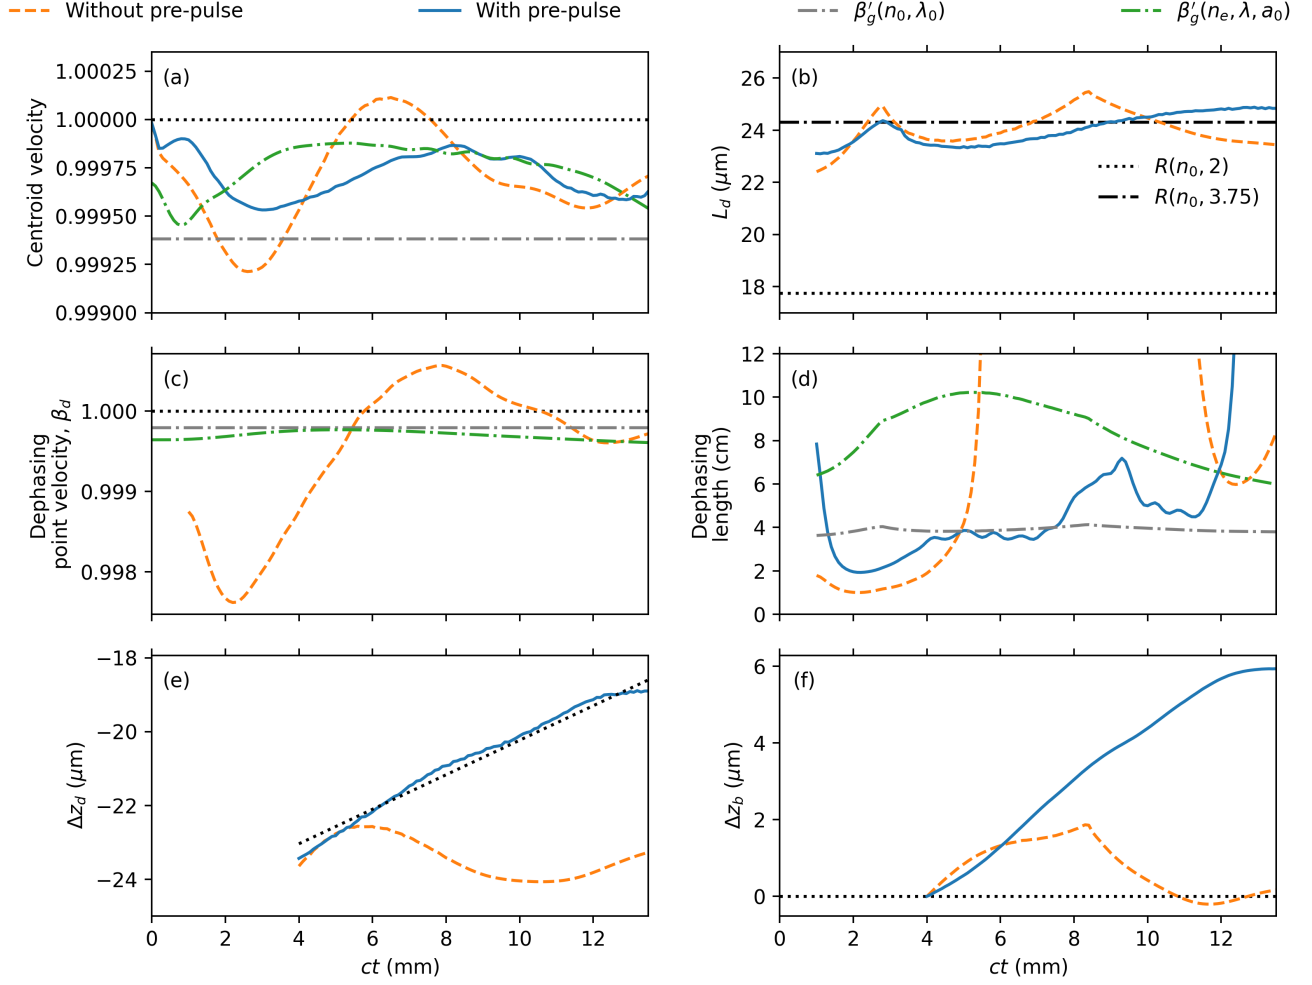 Without pre-pulse With pre-pulse β′g(n0, λ0) β′g(ne, λ, a0)
(a)
Centroid velocity
1.00025
1.00000
0.99975
0.99950
0.99925
0.99900
(b)
Ld (μm)
26
24
22
20
18
24
R(n0, 2)
R(n0, 3.75)
(c)
Dephasing
point velocity, βd
1.000
0.999
0.998
(d)
Dephasing
length (cm)
12
10
8
6
4
2
0
(e)
Δzd (μm)
−18
−20
−22
−24
0 2 4 6 8 10 12
ct (mm)
(f)
Δzb (μm)
6
4
2
0
0 2 4 6 8 10 12
ct (mm)